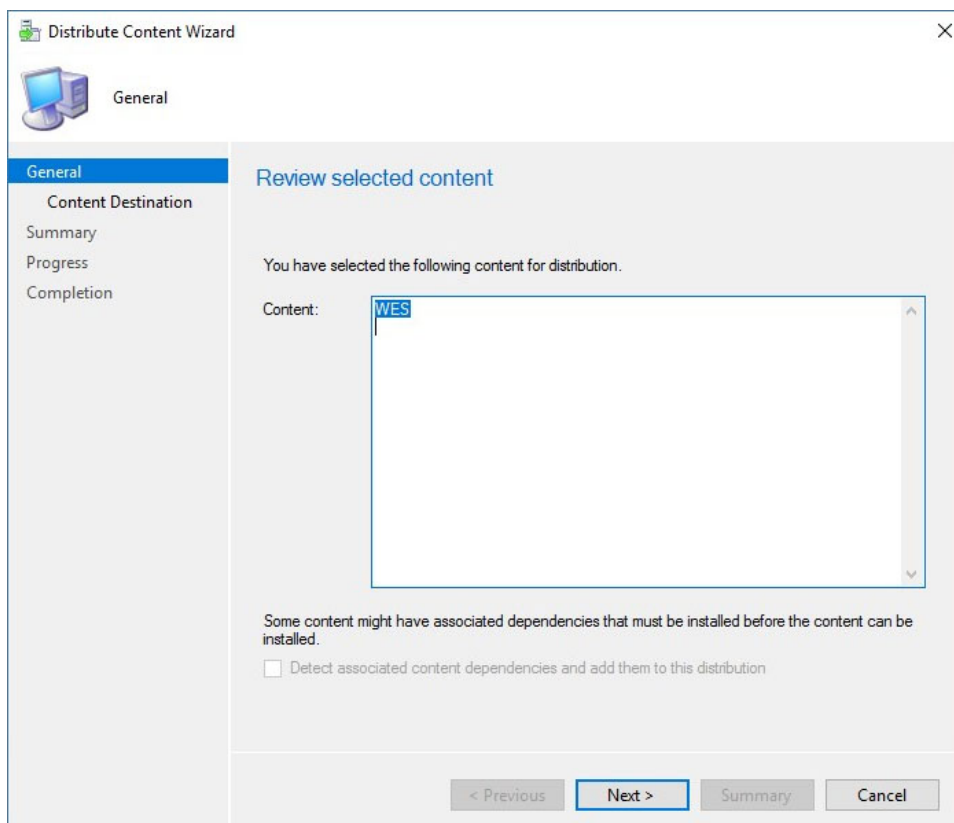 Distribute Content Wizard
General
General
Content Destination
Summary
Progress
Completion
Review selected content
You have selected the following content for distribution.
Content:
WES
Some content might have associated dependencies that must be installed before the content can be
installed.
Detect associated content dependencies and add them to this distribution
< Previous
Next >
Summary
Cancel